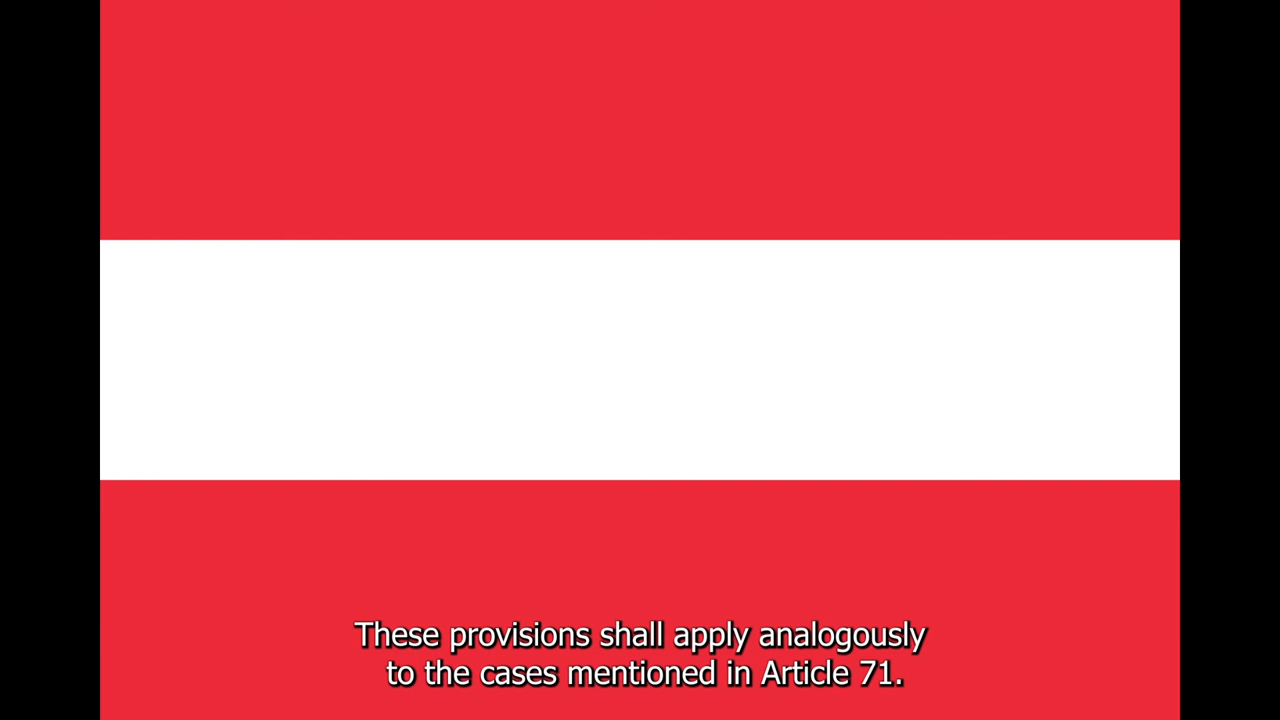 These provisions shall apply analogously
to the cases mentioned in Article 71.